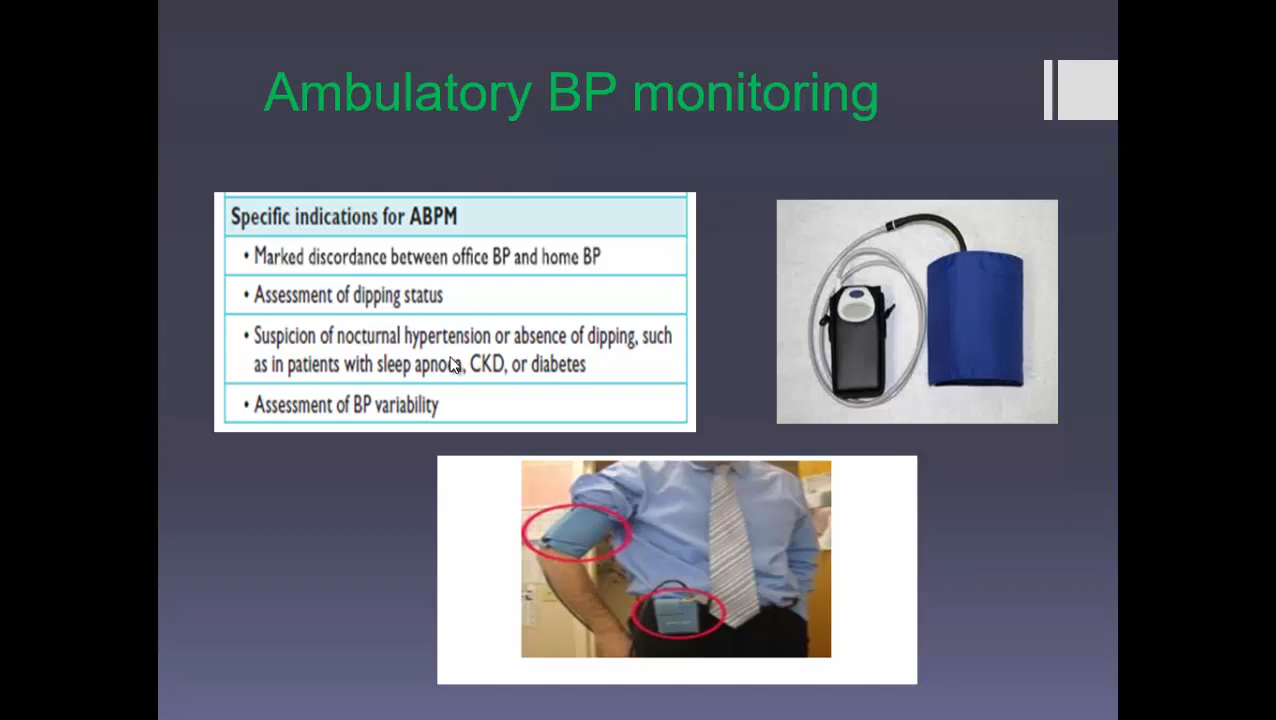 Ambulatory BP monitoring
Specific indications for ABPM
• Marked discordance between office BP and home BP
• Assessment of dipping status
• Suspicion of nocturnal hypertension or absence of dipping, such
as in patients with sleep apnoea, CKD, or diabetes
• Assessment of BP variability